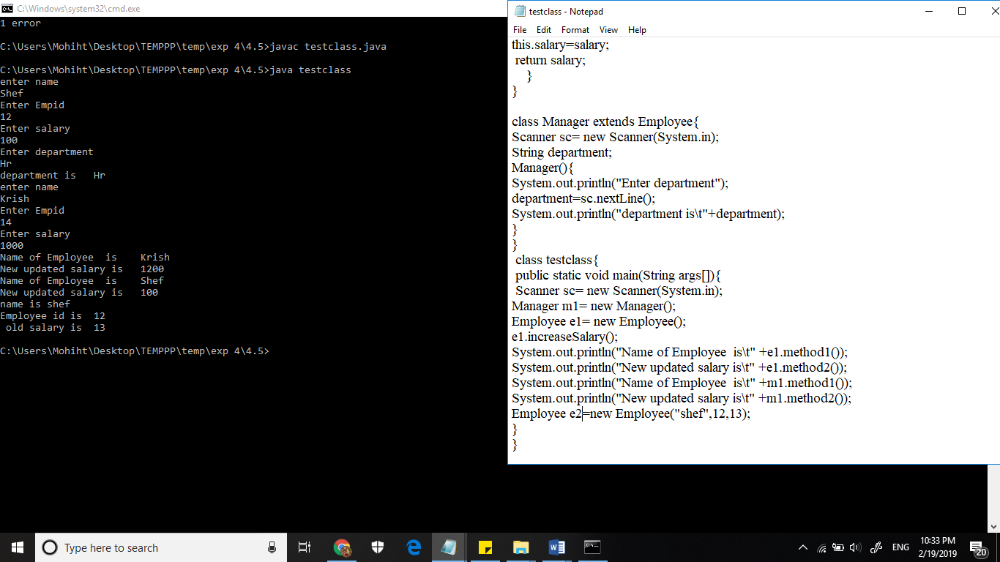 C:\Windows\system32\cmd.exe
1 error
C:\Users\Mohiht\Desktop\TEMPPP\temp\exp 4\4.5>javac testclass.java
C:\Users\Mohiht\Desktop\TEMPPP\temp\exp 4\4.5>java testclass
enter name
Shef
Enter Empid
12
Enter salary
100
Enter department
Hr
department is   Hr
enter name
Krish
Enter Empid
14
Enter salary
1000
Name of Employee  is    Krish
New updated salary is   1200
Name of Employee  is    Shef
New updated salary is   100
name is shef
Employee id is  12
 old salary is  13
C:\Users\Mohiht\Desktop\TEMPPP\temp\exp 4\4.5>
testclass - Notepad
File Edit Format View Help
this.salary=salary;
 return salary;
    }
}
class Manager extends Employee{
Scanner sc= new Scanner(System.in);
String department;
Manager(){
System.out.println("Enter department");
department=sc.nextLine();
System.out.println("department is\t"+department);
}
}
 class testclass{
 public static void main(String args[]){
 Scanner sc= new Scanner(System.in);
Manager m1= new Manager();
Employee e1= new Employee();
e1.increaseSalary();
System.out.println("Name of Employee  is\t" +e1.method1());
System.out.println("New updated salary is\t" +e1.method2());
System.out.println("Name of Employee  is\t" +m1.method1());
System.out.println("New updated salary is\t" +m1.method2());
Employee e2=new Employee("shef",12,13);
}
}
Type here to search
ENG
10:33 PM
2/19/2019
20